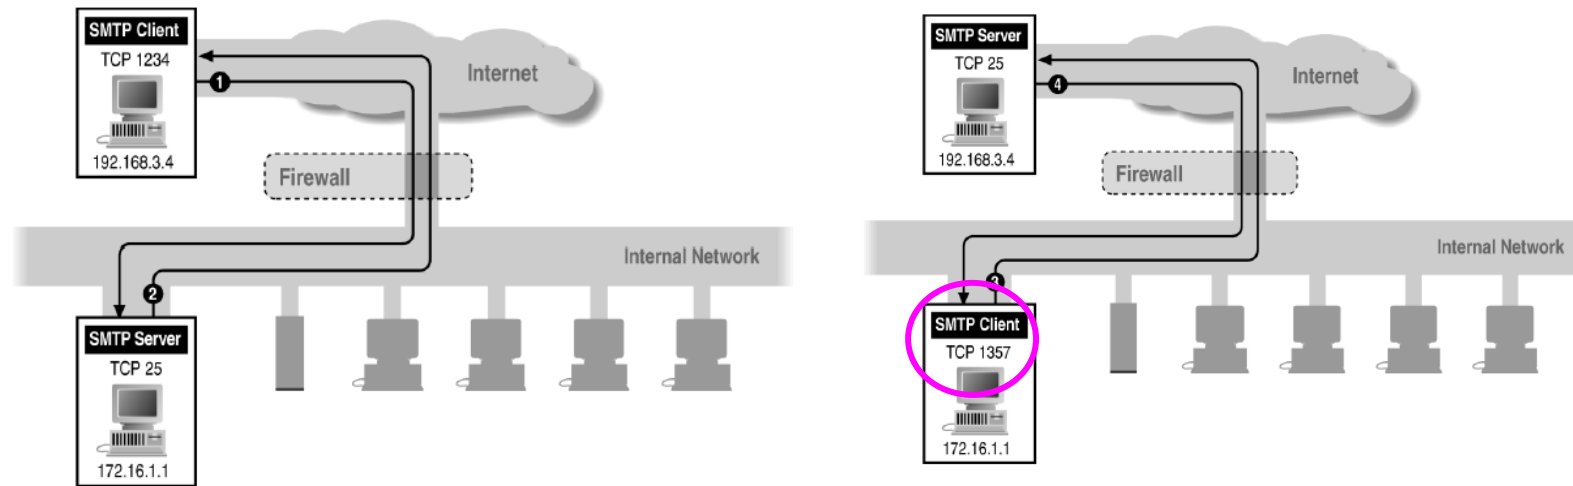 SMTP Client
TCP 1234
192.168.3.4
1
Internet
Firewall
Internal Network
2
SMTP Server
TCP 25
172.16.1.1
SMTP Server
TCP 25
192.168.3.4
4
Internet
Firewall
Internal Network
3
SMTP Client
TCP 1357
172.16.1.1